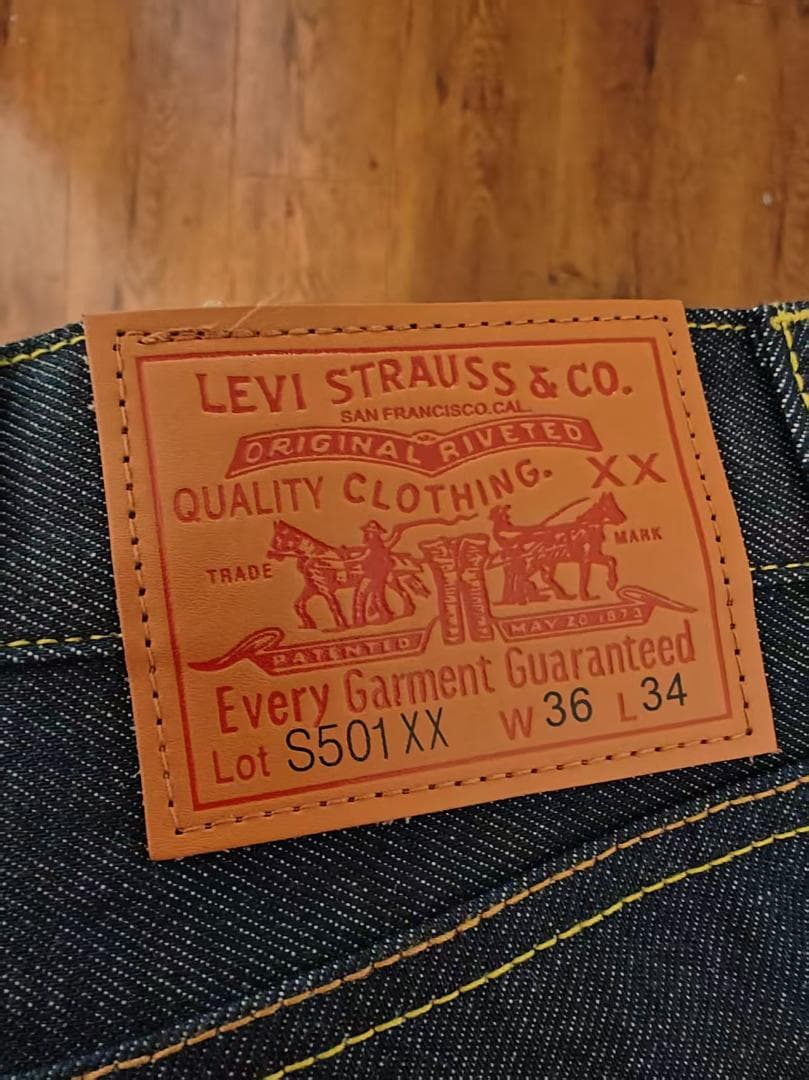 LEVI STRAUSS & CO.
SAN FRANCISCO.CAL.
ORIGINAL RIVETED
QUALITY CLOTHING. XX
TRADE MARK
PATENTED MAY 20 1873
Every Garment Guaranteed
Lot S501XX W 36 L 34